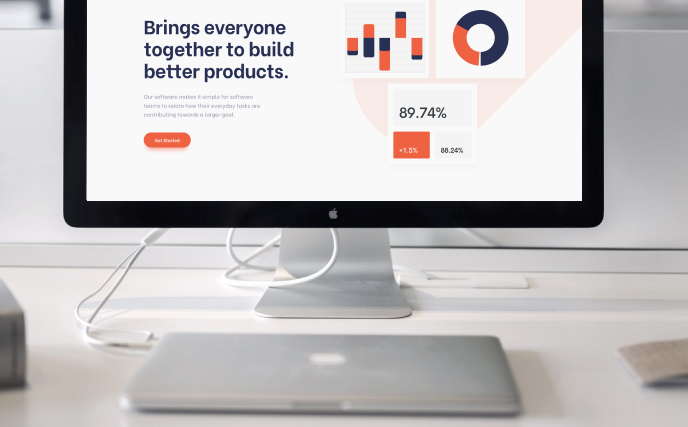 Brings everyone
together to build
better products.
Our software makes it simple for software
teams to relate how their everyday tasks are
contributing towards a larger goal.
Get Started
89.74%
+1.5%
88.24%